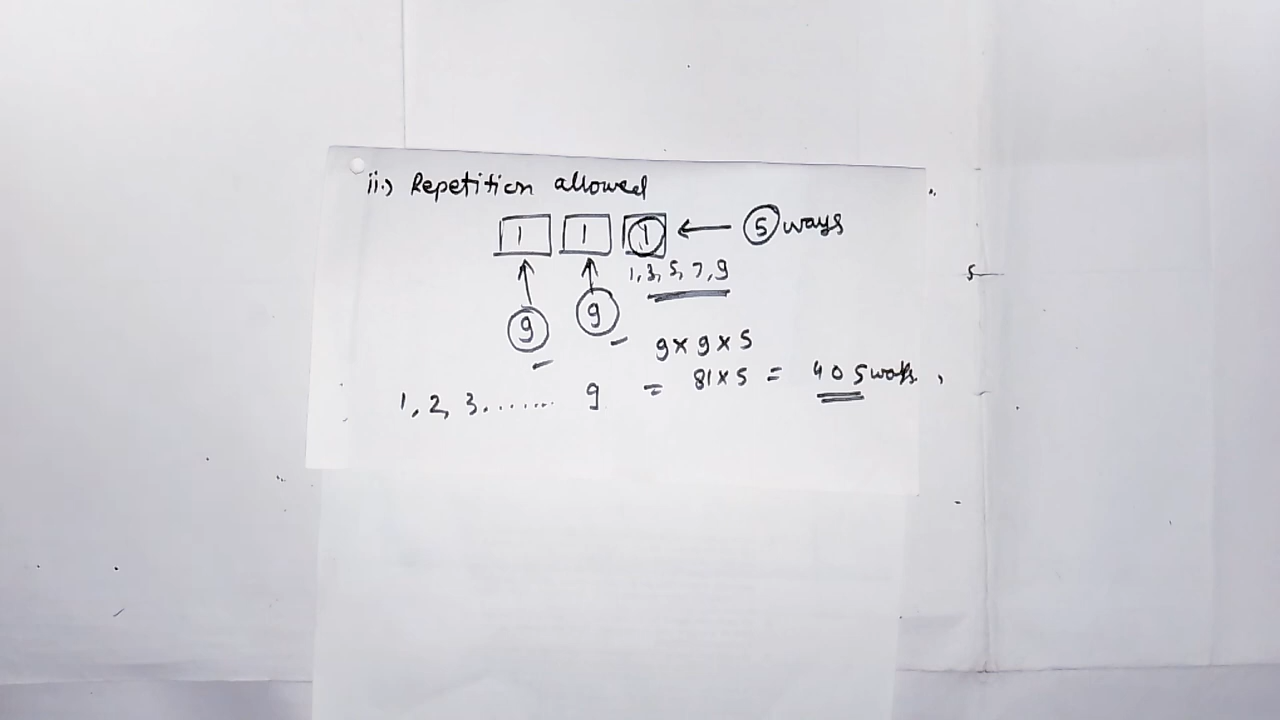 ii.) Repetition allowed
1 1 1 ← 5 ways
1, 3, 5, 7, 9
9 9
9 × 9 × 5
1, 2, 3 ....... 9 = 81 × 5 = 405 ways.